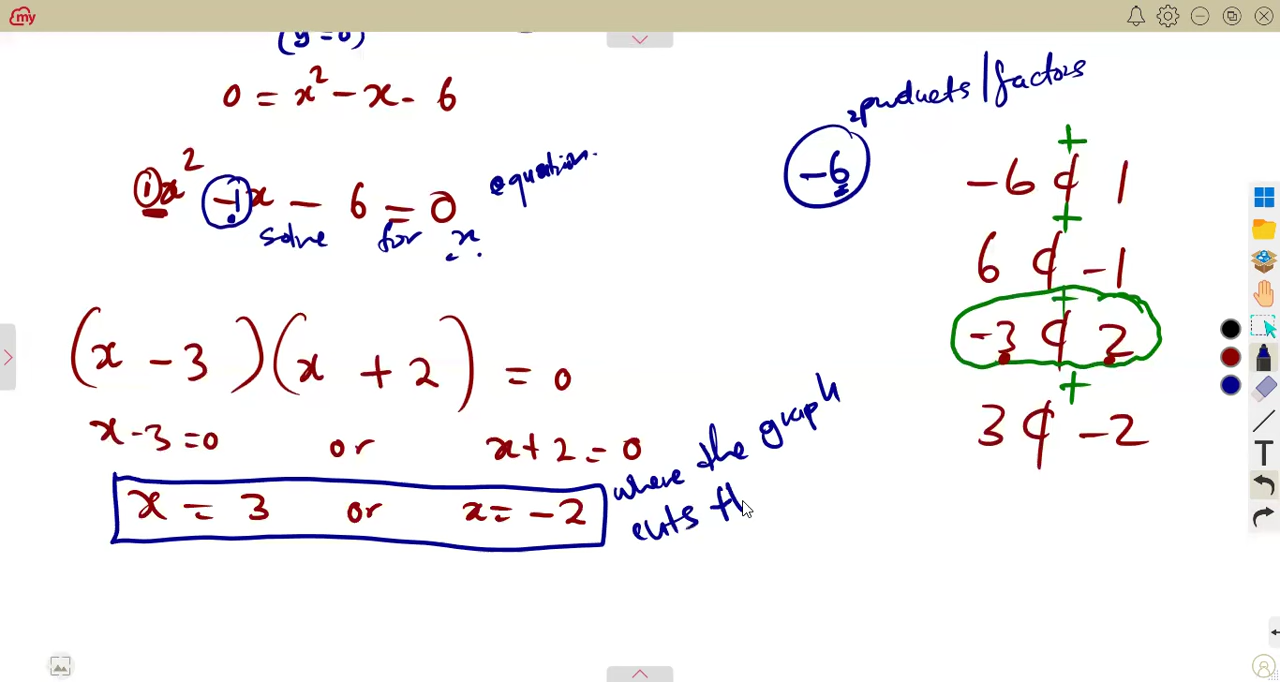 my
(y = 0)
0 = x² - x - 6
1x² -1x - 6 = 0 equation.
solve for x
(x - 3)(x + 2) = 0
x - 3 = 0 or x + 2 = 0
x = 3 or x = -2
where the graph
cuts th
products/factors
-6
+
-6 ¢ 1
+
6 ¢ -1
+
-3 ¢ 2
+
3 ¢ -2
T